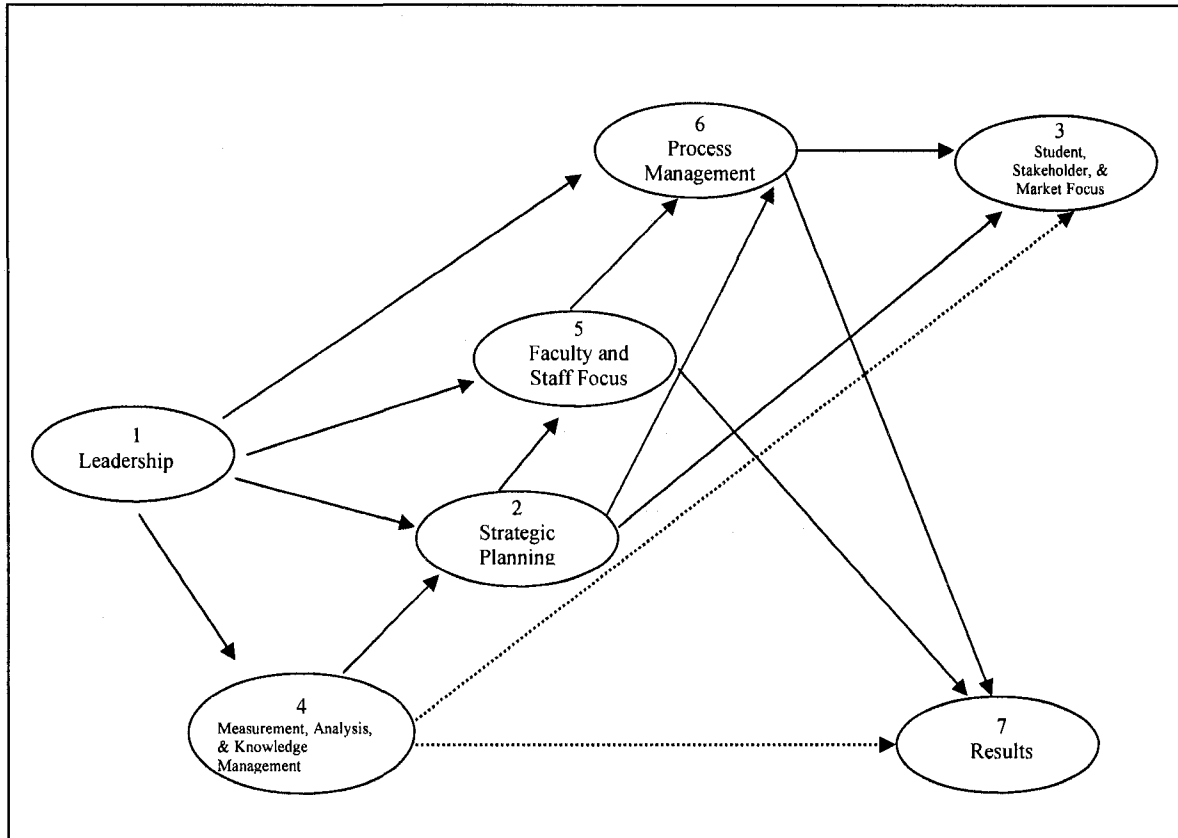 6
Process
Management
3
Student,
Stakeholder, &
Market Focus
5
Faculty and
Staff Focus
1
Leadership
2
Strategic
Planning
4
Measurement, Analysis,
& Knowledge
Management
7
Results